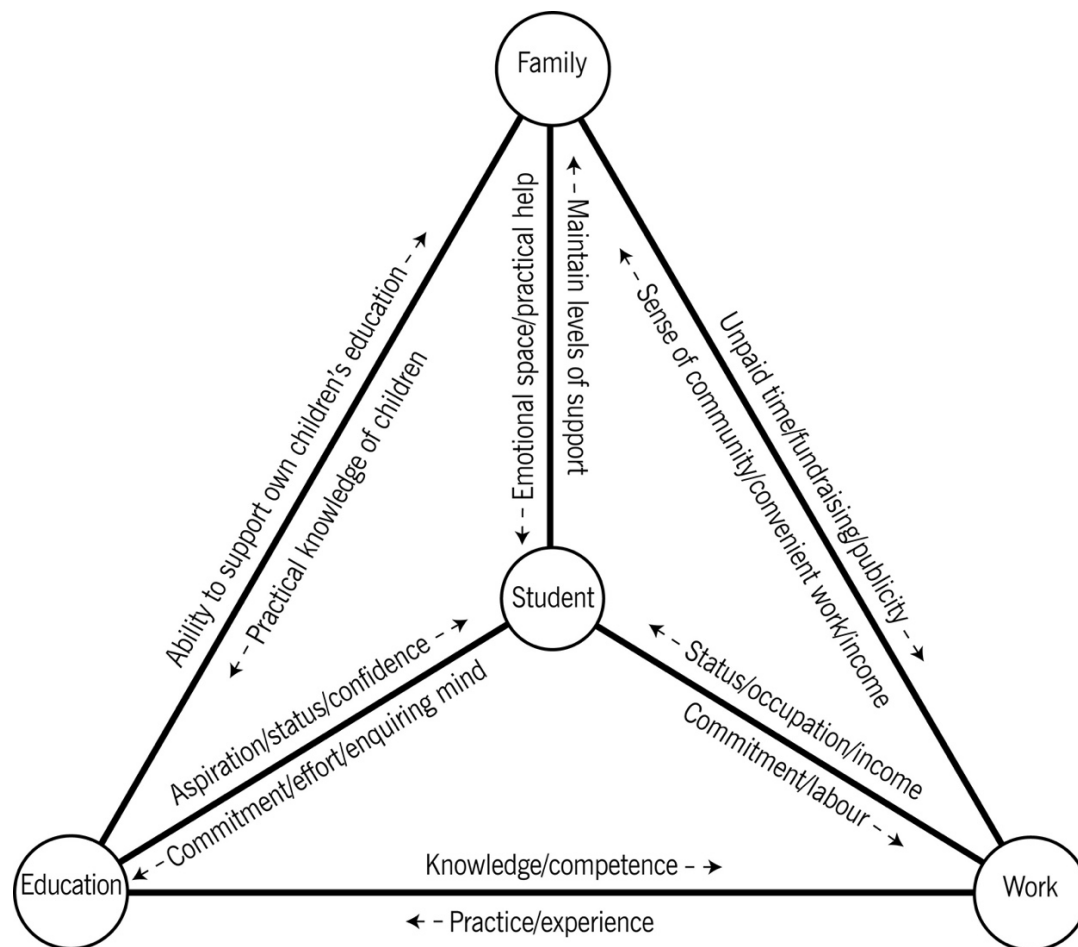 Family
Ability to support own children's education
Practical knowledge of children
Emotional space/practical help
Maintain levels of support
Sense of community/convenient work/income
Unpaid time/fundraising/publicity
Student
Aspiration/status/confidence
Commitment/effort/enquiring mind
Status/occupation/income
Commitment/labour
Education
Knowledge/competence
Practice/experience
Work